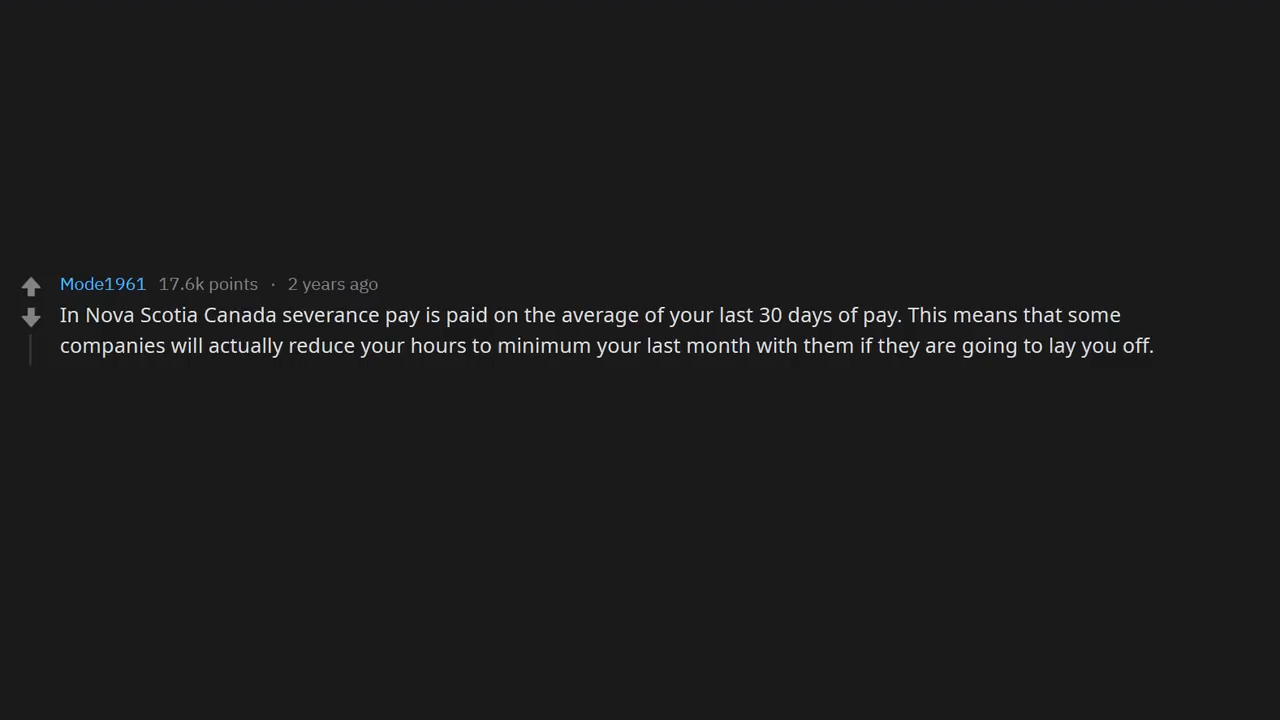 Mode1961 17.6k points · 2 years ago
In Nova Scotia Canada severance pay is paid on the average of your last 30 days of pay. This means that some
companies will actually reduce your hours to minimum your last month with them if they are going to lay you off.